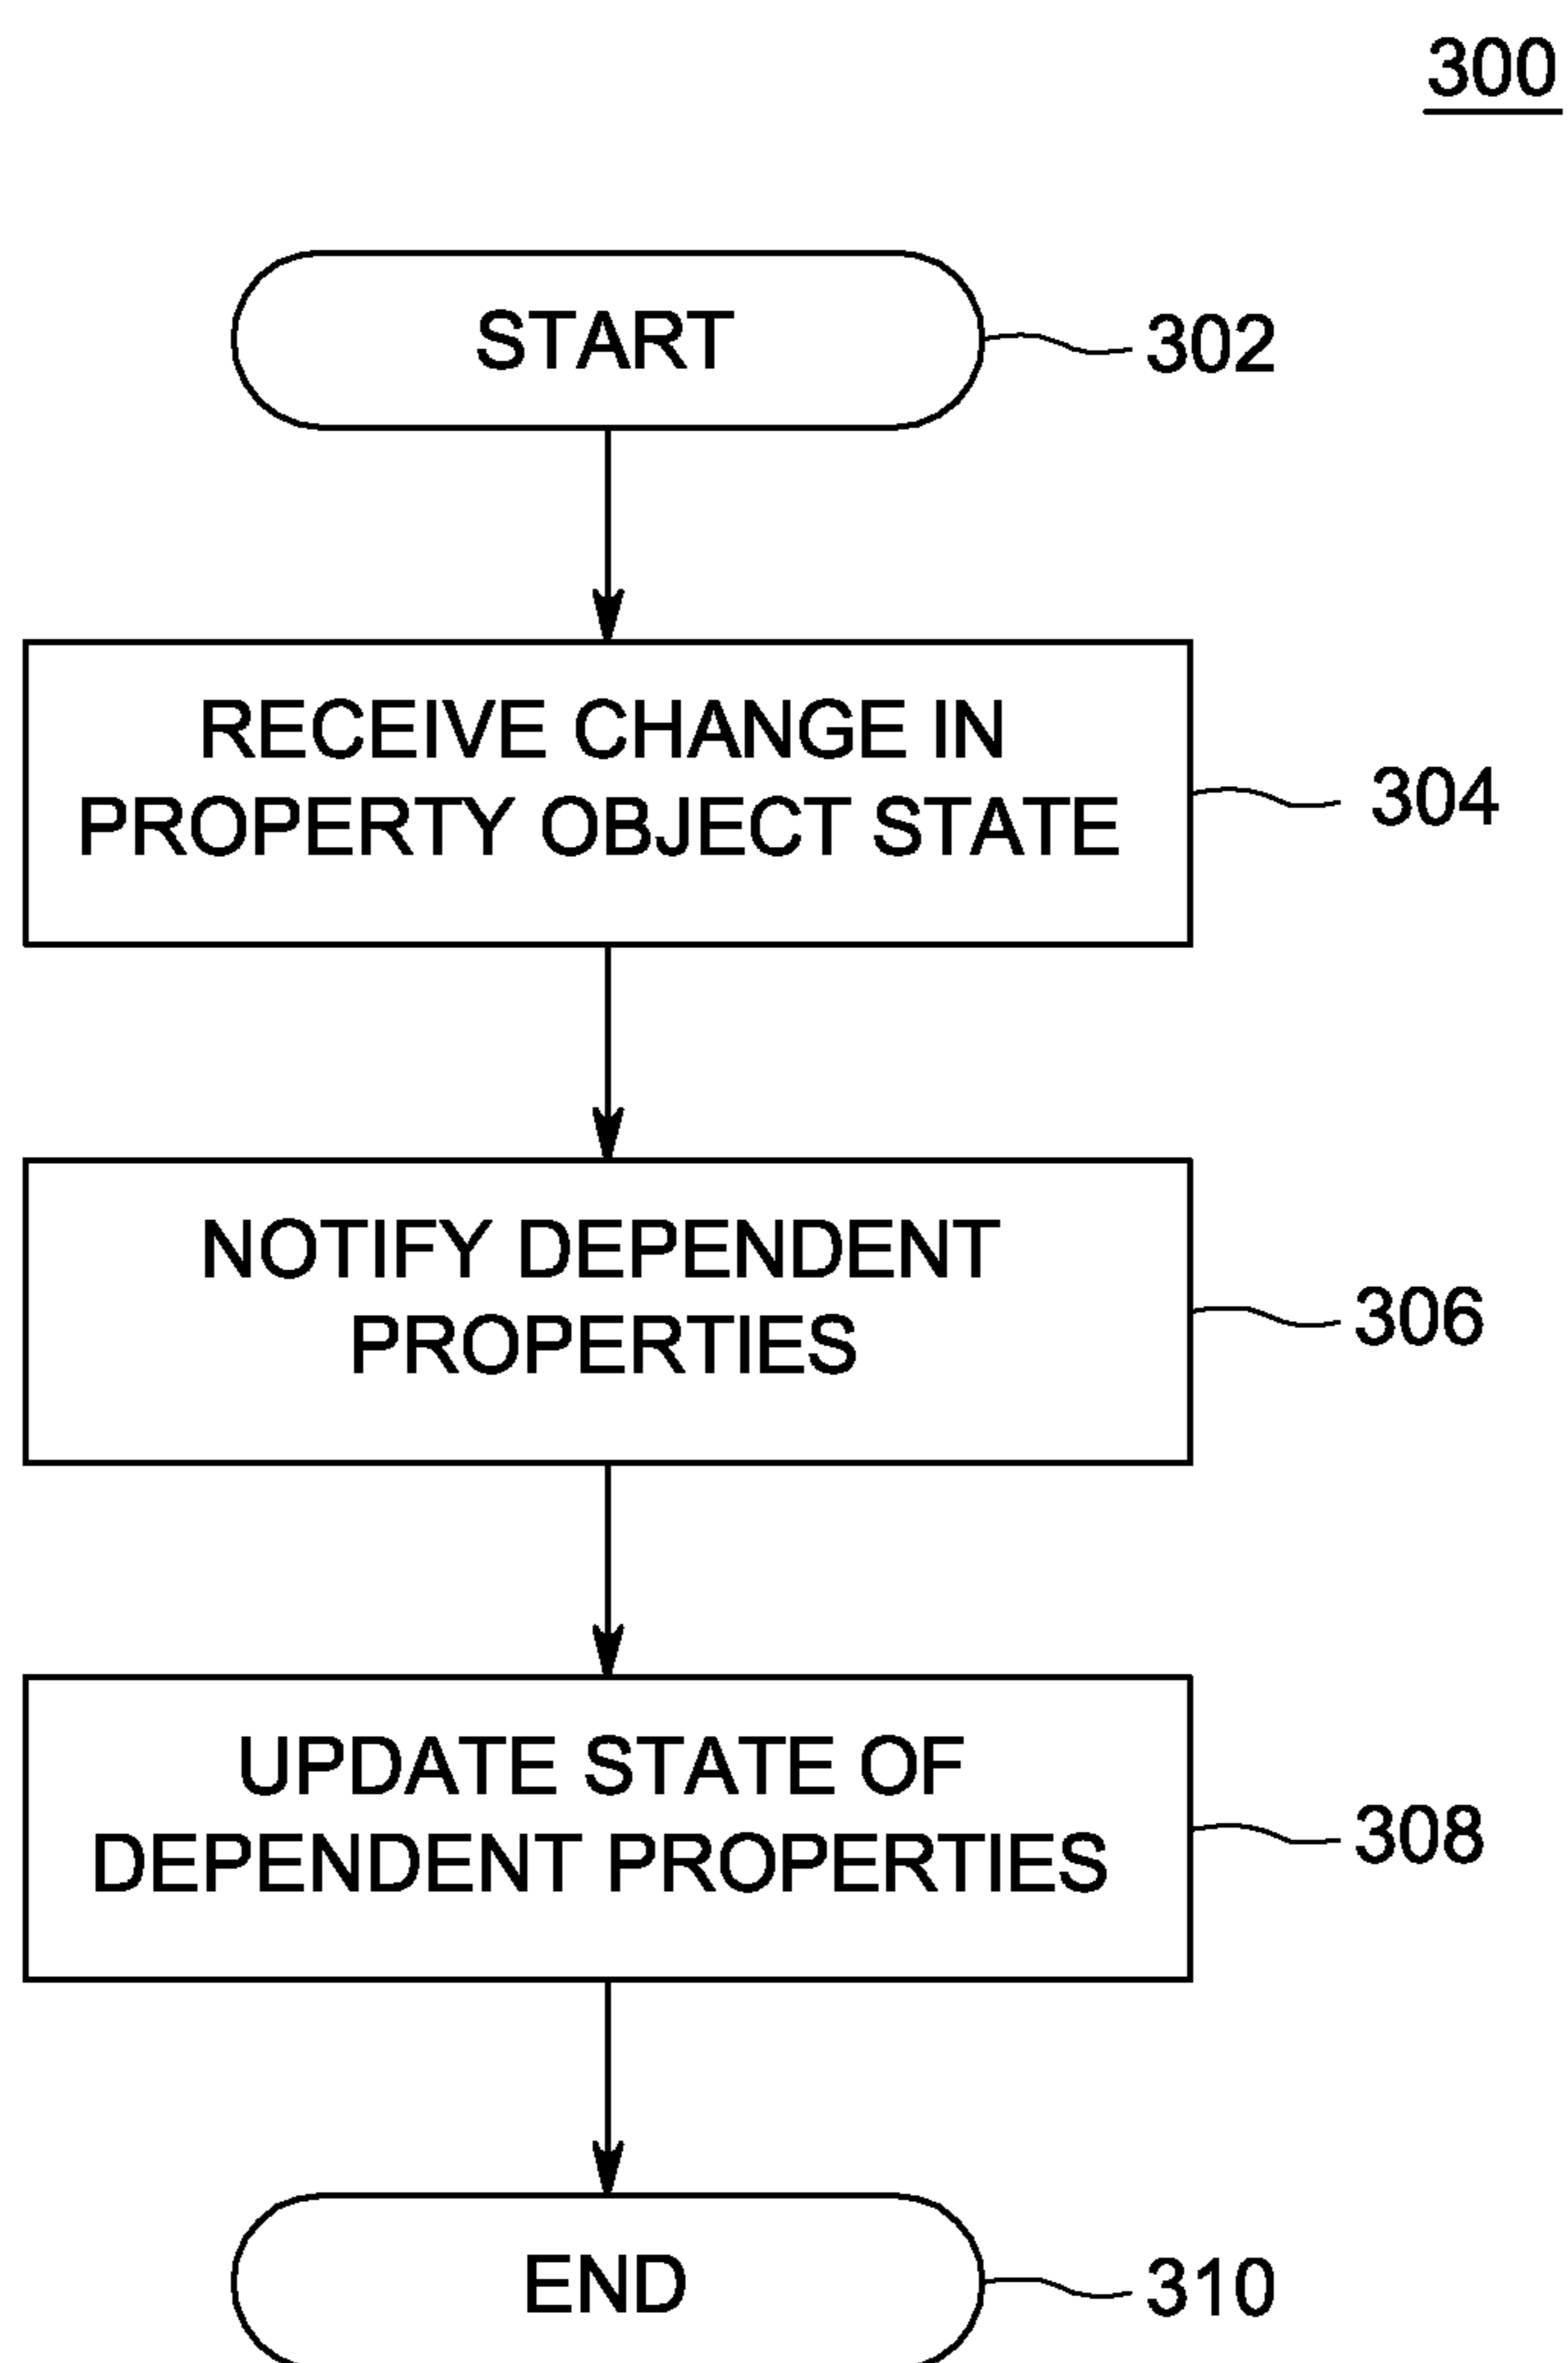 300
START
302
RECEIVE CHANGE IN
PROPERTY OBJECT STATE
304
NOTIFY DEPENDENT
PROPERTIES
306
UPDATE STATE OF
DEPENDENT PROPERTIES
308
END
310